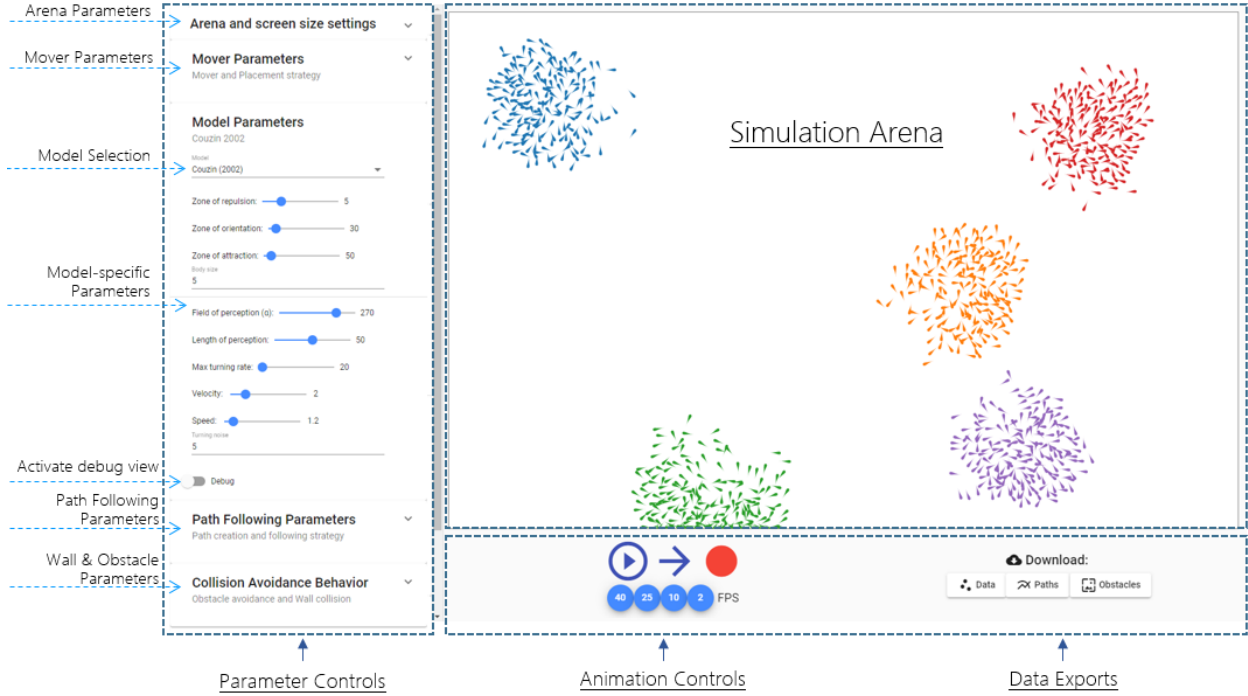 Arena Parameters
Mover Parameters
Model Selection
Model-specific
Parameters
Activate debug view
Path Following
Parameters
Wall & Obstacle
Parameters
Arena and screen size settings
Mover Parameters
Mover and Placement strategy
Model Parameters
Couzin 2002
Model
Couzin (2002)
Zone of repulsion: 5
Zone of orientation: 30
Zone of attraction: 50
Body size
5
Field of perception (α): 270
Length of perception: 50
Max turning rate: 20
Velocity: 2
Speed: 1.2
Turning noise
5
Debug
Path Following Parameters
Path creation and following strategy
Collision Avoidance Behavior
Obstacle avoidance and Wall collision
Simulation Arena
40 25 10 2 FPS
Download:
Data Paths Obstacles
Parameter Controls
Animation Controls
Data Exports